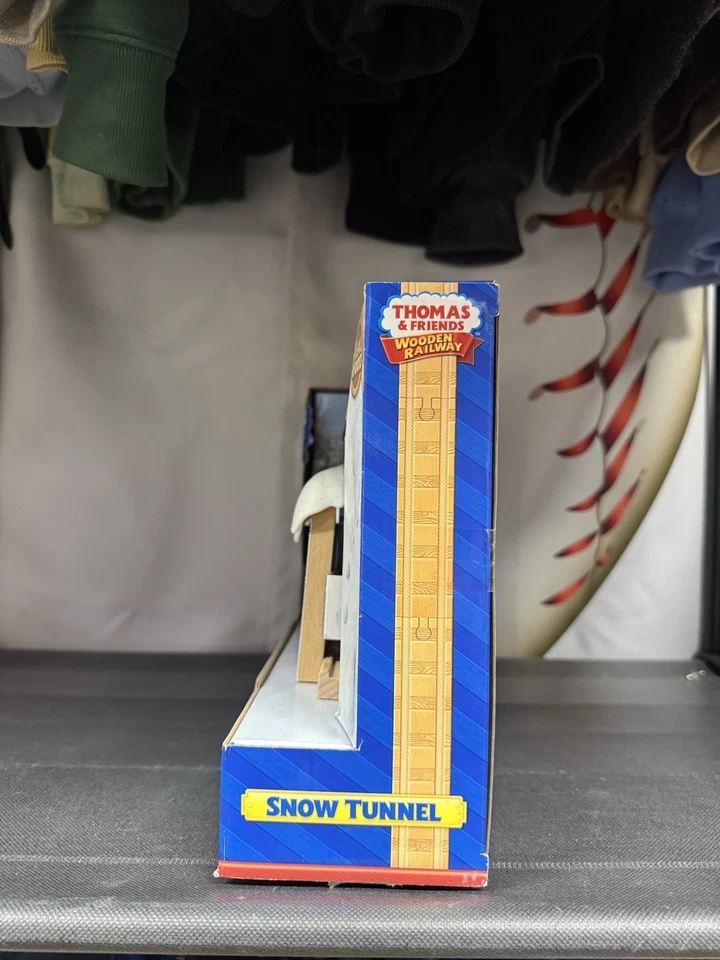 THOMAS
& FRIENDS
WOODEN
RAILWAY
SNOW TUNNEL